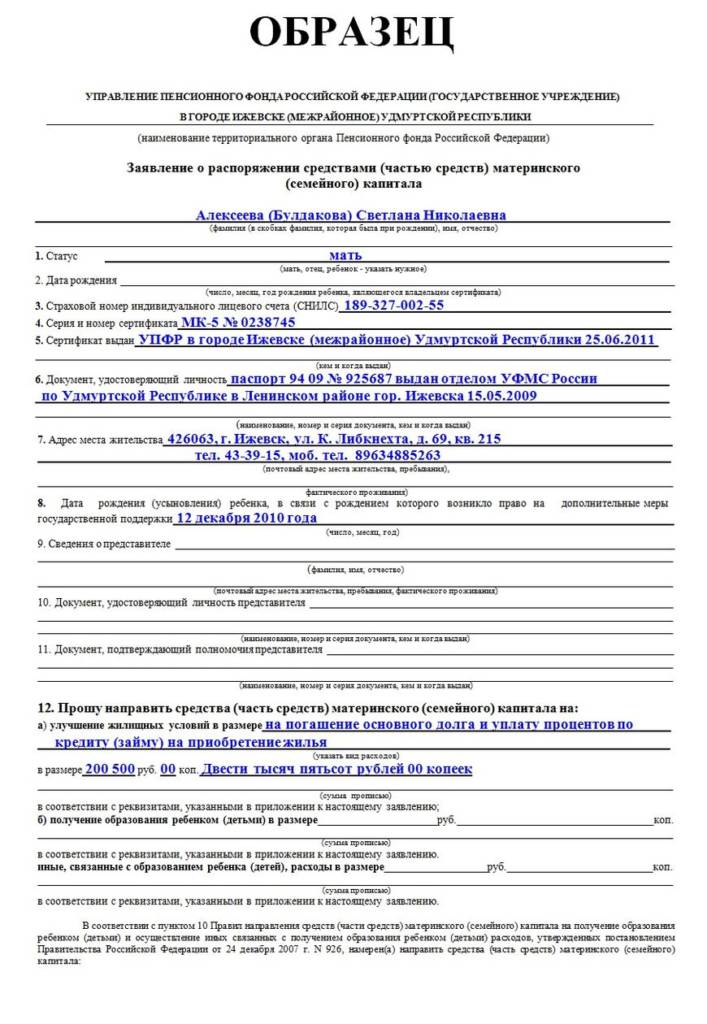 ОБРАЗЕЦ
УПРАВЛЕНИЕ ПЕНСИОННОГО ФОНДА РОССИЙСКОЙ ФЕДЕРАЦИИ (ГОСУДАРСТВЕННОЕ УЧРЕЖДЕНИЕ)
В ГОРОДЕ ИЖЕВСКЕ (МЕЖРАЙОННОЕ) УДМУРТСКОЙ РЕСПУБЛИКИ
(наименование территориального органа Пенсионного фонда Российской Федерации)
Заявление о распоряжении средствами (частью средств) материнского
(семейного) капитала
Алексеева (Булдакова) Светлана Николаевна
(фамилия (в скобках фамилия, которая была при рождении), имя, отчество)
1. Статус мать
(мать, отец, ребенок - указать нужное)
2. Дата рождения
(число, месяц, год рождения ребенка, являющегося владельцем сертификата)
3. Страховой номер индивидуального лицевого счета (СНИЛС) 189-327-002-55
4. Серия и номер сертификата МК-5 № 0238745
5. Сертификат выдан УПФР в городе Ижевске (межрайонное) Удмуртской Республики 25.06.2011
(кем и когда выдан)
6. Документ, удостоверяющий личность паспорт 94 09 № 925687 выдан отделом УФМС России
по Удмуртской Республике в Ленинском районе гор. Ижевска 15.05.2009
(наименование, номер и серия документа, кем и когда выдан)
7. Адрес места жительства 426063, г. Ижевск, ул. К. Либкнехта, д. 69, кв. 215
тел. 43-39-15, моб. тел. 89634885263
(почтовый адрес места жительства, пребывания),
фактического проживания)
8. Дата рождения (усыновления) ребенка, в связи с рождением которого возникло право на дополнительные меры
государственной поддержки 12 декабря 2010 года
(число, месяц, год)
9. Сведения о представителе
(фамилия, имя, отчество)
(почтовый адрес места жительства, пребывания, фактического проживания)
10. Документ, удостоверяющий личность представителя
(наименование, номер и серия документа, кем и когда выдан)
11. Документ, подтверждающий полномочия представителя
(наименование, номер и серия документа, кем и когда выдан)
12. Прошу направить средства (часть средств) материнского (семейного) капитала на:
а) улучшение жилищных условий в размере на погашение основного долга и уплату процентов по
кредиту (займу) на приобретение жилья
(указать вид расходов)
в размере 200 500 руб. 00 коп. Двести тысяч пятьсот рублей 00 копеек
(сумма прописью)
в соответствии с реквизитами, указанными в приложении к настоящему заявлению;
б) получение образования ребенком (детьми) в размере руб. коп.
(сумма прописью)
в соответствии с реквизитами, указанными в приложении к настоящему заявлению.
иные, связанные с образованием ребенка (детей), расходы в размере руб. коп.
(сумма прописью)
в соответствии с реквизитами, указанными в приложении к настоящему заявлению.
В соответствии с пунктом 10 Правил направления средств (части средств) материнского (семейного) капитала на получение образования
ребенком (детьми) и осуществление иных связанных с получением образования ребенком (детьми) расходов, утвержденных постановлением
Правительства Российской Федерации от 24 декабря 2007 г. N 926, намерен(а) направить средства (часть средств) материнского (семейного)
капитала: